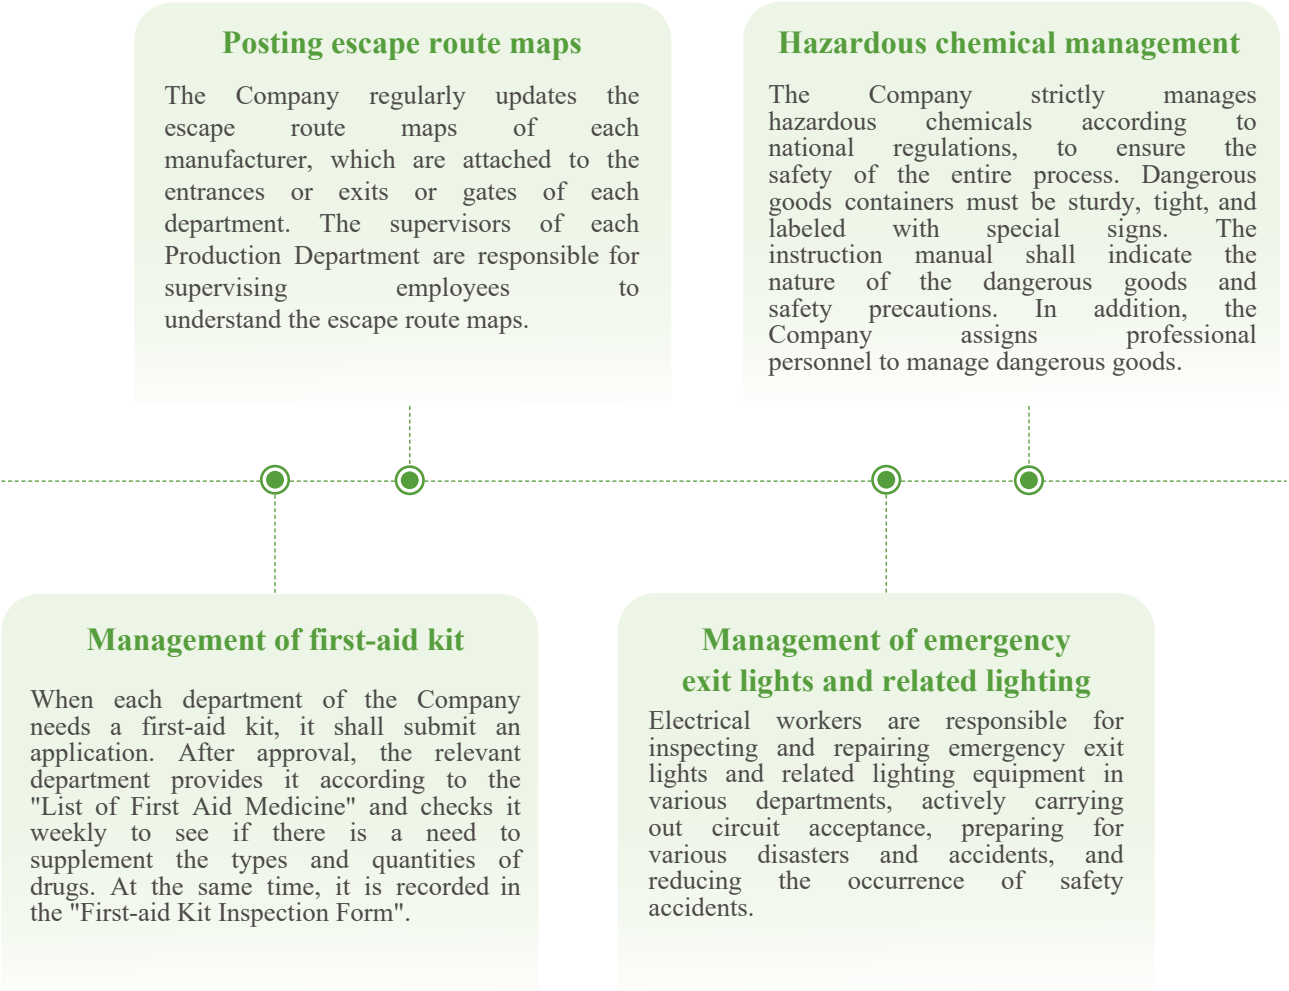 Posting escape route maps
The Company regularly updates the
escape route maps of each
manufacturer, which are attached to the
entrances or exits or gates of each
department. The supervisors of each
Production Department are responsible for
supervising employees to
understand the escape route maps.
Hazardous chemical management
The Company strictly manages
hazardous chemicals according to
national regulations, to ensure the
safety of the entire process. Dangerous
goods containers must be sturdy, tight, and
labeled with special signs. The
instruction manual shall indicate the
nature of the dangerous goods and
safety precautions. In addition, the
Company assigns professional
personnel to manage dangerous goods.
Management of first-aid kit
When each department of the Company
needs a first-aid kit, it shall submit an
application. After approval, the relevant
department provides it according to the
"List of First Aid Medicine" and checks it
weekly to see if there is a need to
supplement the types and quantities of
drugs. At the same time, it is recorded in
the "First-aid Kit Inspection Form".
Management of emergency
exit lights and related lighting
Electrical workers are responsible for
inspecting and repairing emergency exit
lights and related lighting equipment in
various departments, actively carrying
out circuit acceptance, preparing for
various disasters and accidents, and
reducing the occurrence of safety
accidents.